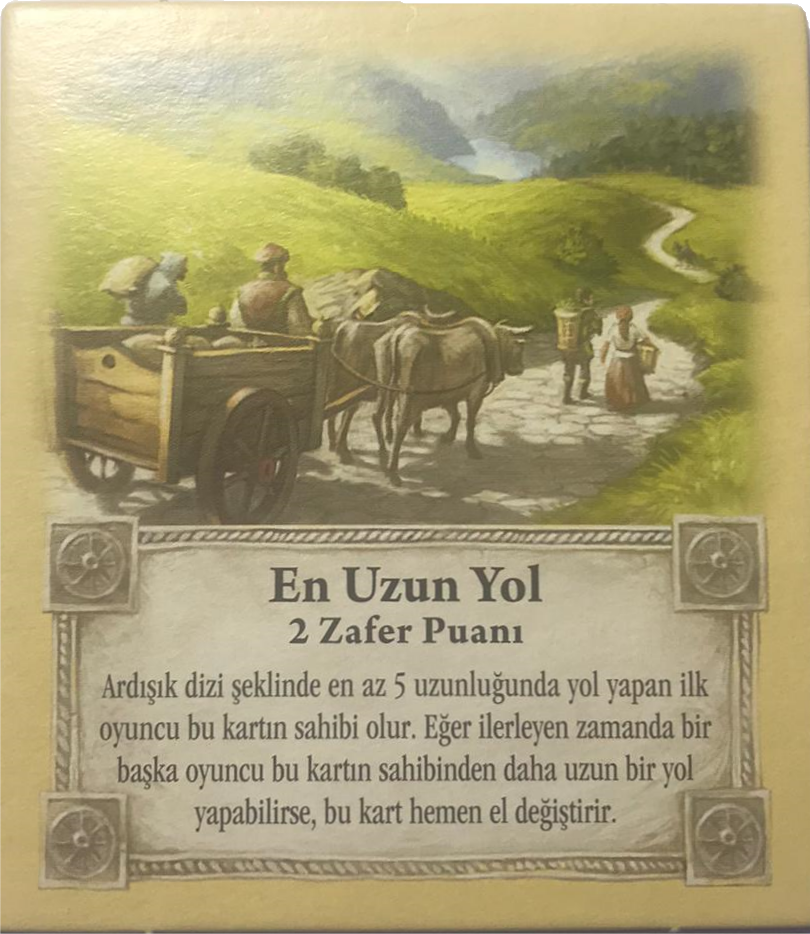 En Uzun Yol
2 Zafer Puanı
Ardışık dizi şeklinde en az 5 uzunluğunda yol yapan ilk
oyuncu bu kartın sahibi olur. Eğer ilerleyen zamanda bir
başka oyuncu bu kartın sahibinden daha uzun bir yol
yapabilirse, bu kart hemen el değiştirir.